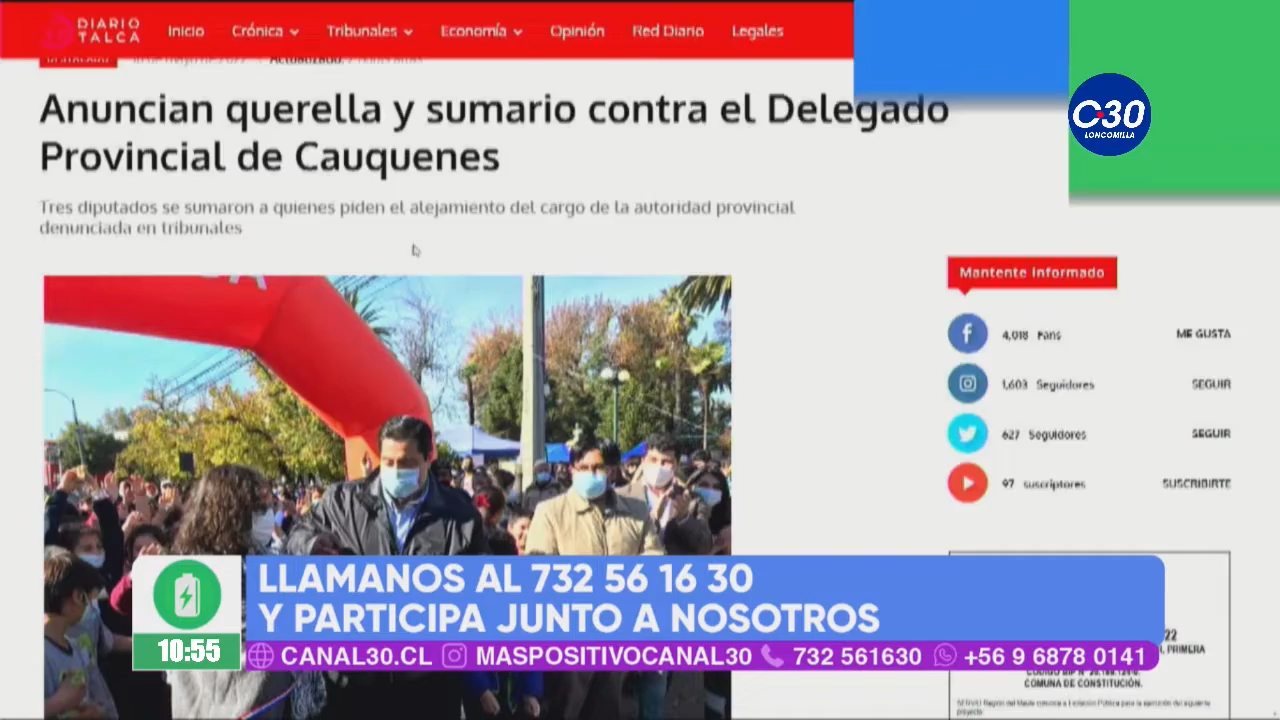 DIARIO
TALCA
Inicio
Crónica
Tribunales
Economía
Opinión
Red Diario
Legales
Anuncian querella y sumario contra el Delegado
Provincial de Cauquenes
C30
LONCOMILLA
Tres diputados se sumaron a quienes piden el alejamiento del cargo de la autoridad provincial
denunciada en tribunales
Mantente Informado
4,018 Fans ME GUSTA
1,603 Seguidores SEGUIR
627 Seguidores SEGUIR
97 suscriptores SUSCRIBIRTE
LLAMANOS AL 732 56 16 30
Y PARTICIPA JUNTO A NOSOTROS
10:55
CANAL30.CL MASPOSITIVOCANAL30 732 561630 +56 9 6878 0141
22
PRIMERA
COMUNA DE CONSTITUCIÓN.